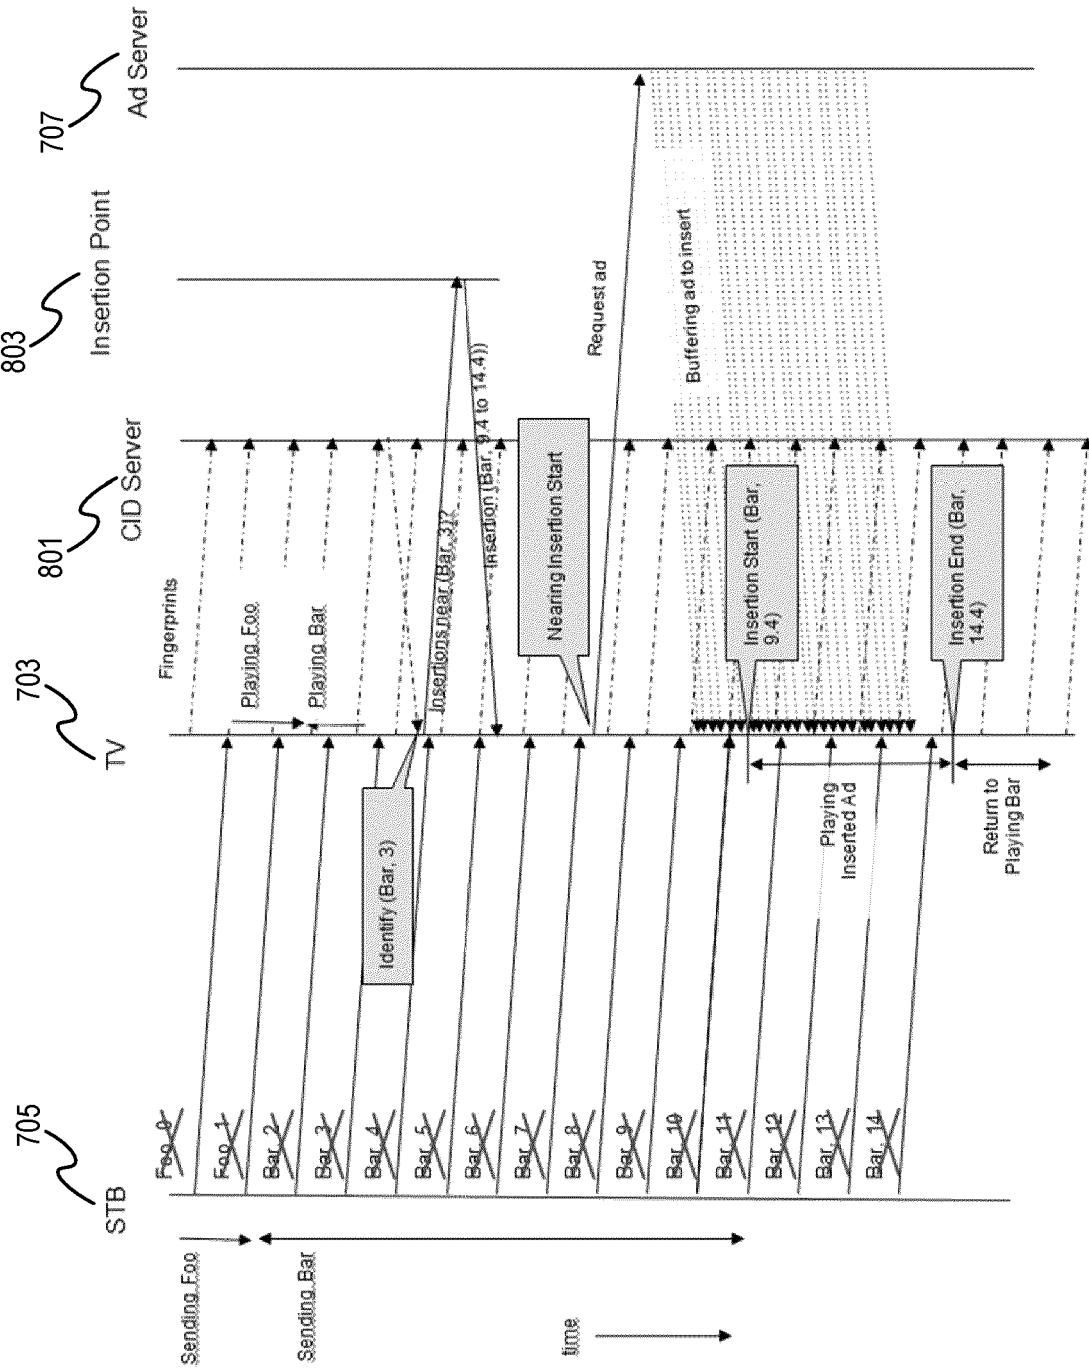 705
STB
703
TV
801
CID Server
803
Insertion Point
707
Ad Server
Sending Foo
Sending Bar
time
Foo, 0
Foo, 1
Bar, 2
Bar, 3
Bar, 4
Bar, 5
Bar, 6
Bar, 7
Bar, 8
Bar, 9
Bar, 10
Bar, 11
Bar, 12
Bar, 13
Bar, 14
Fingerprints
Playing Foo
Playing Bar
Identify (Bar, 3)
Insertions near (Bar, 3)?
Insertion (Bar, 9.4 to 14.4))
Nearing Insertion Start
Request ad
Buffering ad to insert
Insertion Start (Bar,
9.4)
Playing
Inserted Ad
Insertion End (Bar,
14.4)
Return to
Playing Bar